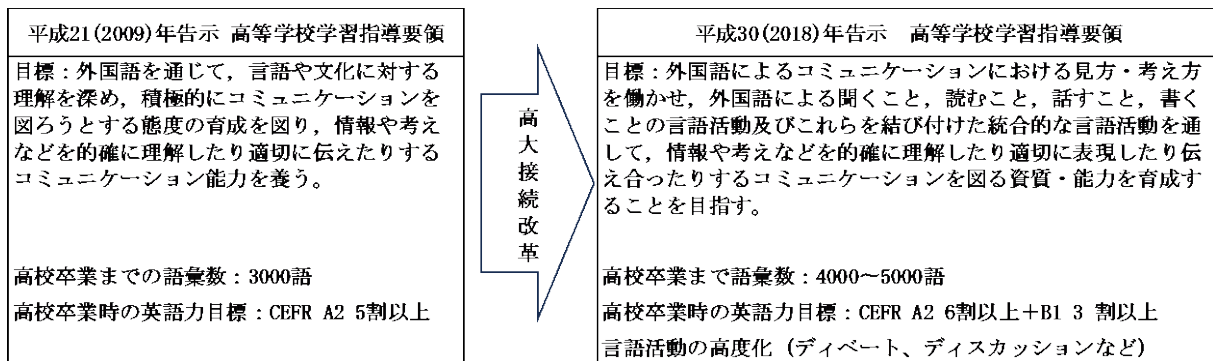 平成21(2009)年告示 高等学校学習指導要領
目標：外国語を通じて，言語や文化に対する
理解を深め，積極的にコミュニケーションを
図ろうとする態度の育成を図り，情報や考え
などを的確に理解したり適切に伝えたりする
コミュニケーション能力を養う。
高校卒業までの語彙数：3000語
高校卒業時の英語力目標：CEFR A2 5割以上
高大接続改革
平成30(2018)年告示　高等学校学習指導要領
目標：外国語によるコミュニケーションにおける見方・考え方
を働かせ，外国語による聞くこと，読むこと，話すこと，書く
ことの言語活動及びこれらを結び付けた統合的な言語活動を通
して，情報や考えなどを的確に理解したり適切に表現したり伝
え合ったりするコミュニケーションを図る資質・能力を育成す
ることを目指す。
高校卒業まで語彙数：4000～5000語
高校卒業時の英語力目標：CEFR A2 6割以上＋B1 3 割以上
言語活動の高度化（ディベート、ディスカッションなど）